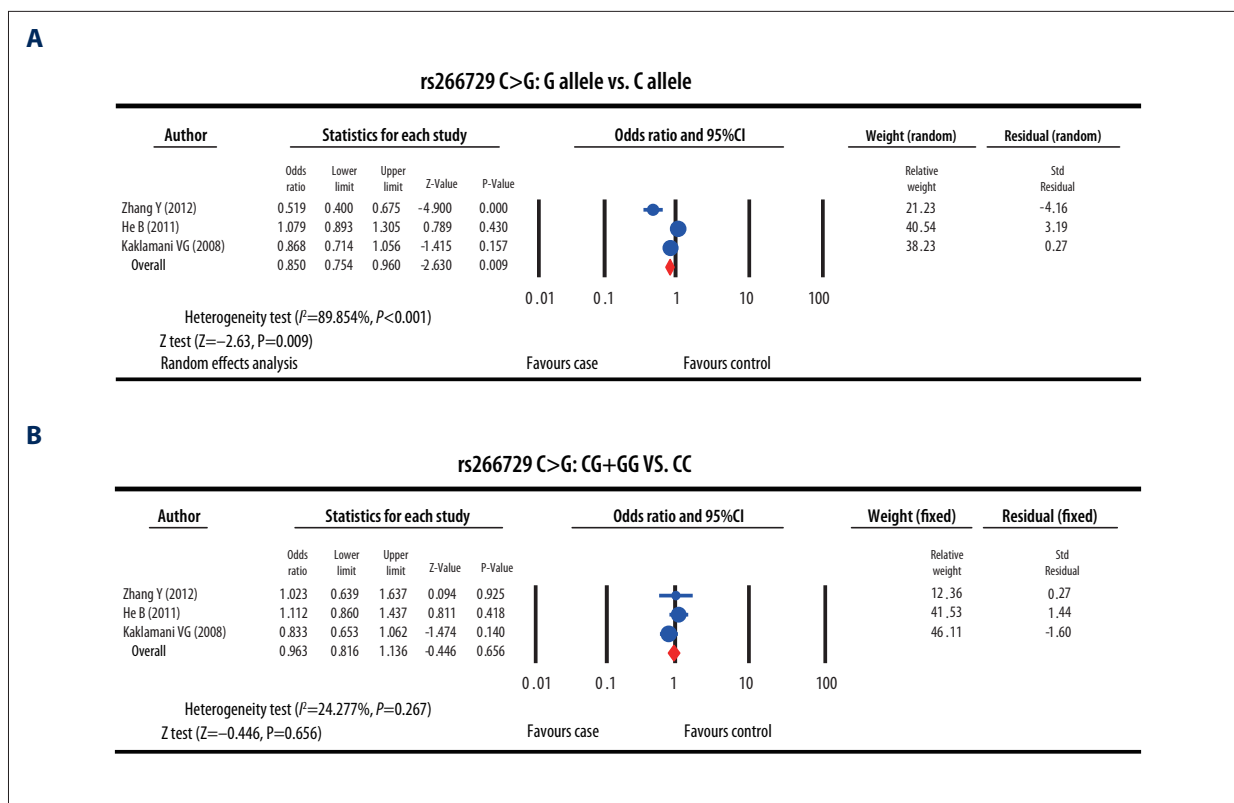 A
rs266729 C>G: G allele vs. C allele
Author Statistics for each study Odds ratio and 95%CI Weight (random) Residual (random)
Odds ratio Lower limit Upper limit Z-Value P-Value Relative weight Std Residual
Zhang Y (2012) 0.519 0.400 0.675 -4.900 0.000 21.23 -4.16
He B (2011) 1.079 0.893 1.305 0.789 0.430 40.54 3.19
Kaklamani VG (2008) 0.868 0.714 1.056 -1.415 0.157 38.23 0.27
Overall 0.850 0.754 0.960 -2.630 0.009
0.01 0.1 1 10 100
Heterogeneity test (I²=89.854%, P<0.001)
Z test (Z=–2.63, P=0.009)
Random effects analysis Favours case Favours control
B
rs266729 C>G: CG+GG VS. CC
Author Statistics for each study Odds ratio and 95%CI Weight (fixed) Residual (fixed)
Odds ratio Lower limit Upper limit Z-Value P-Value Relative weight Std Residual
Zhang Y (2012) 1.023 0.639 1.637 0.094 0.925 12.36 0.27
He B (2011) 1.112 0.860 1.437 0.811 0.418 41.53 1.44
Kaklamani VG (2008) 0.833 0.653 1.062 -1.474 0.140 46.11 -1.60
Overall 0.963 0.816 1.136 -0.446 0.656
0.01 0.1 1 10 100
Heterogeneity test (I²=24.277%, P=0.267)
Z test (Z=–0.446, P=0.656) Favours case Favours control